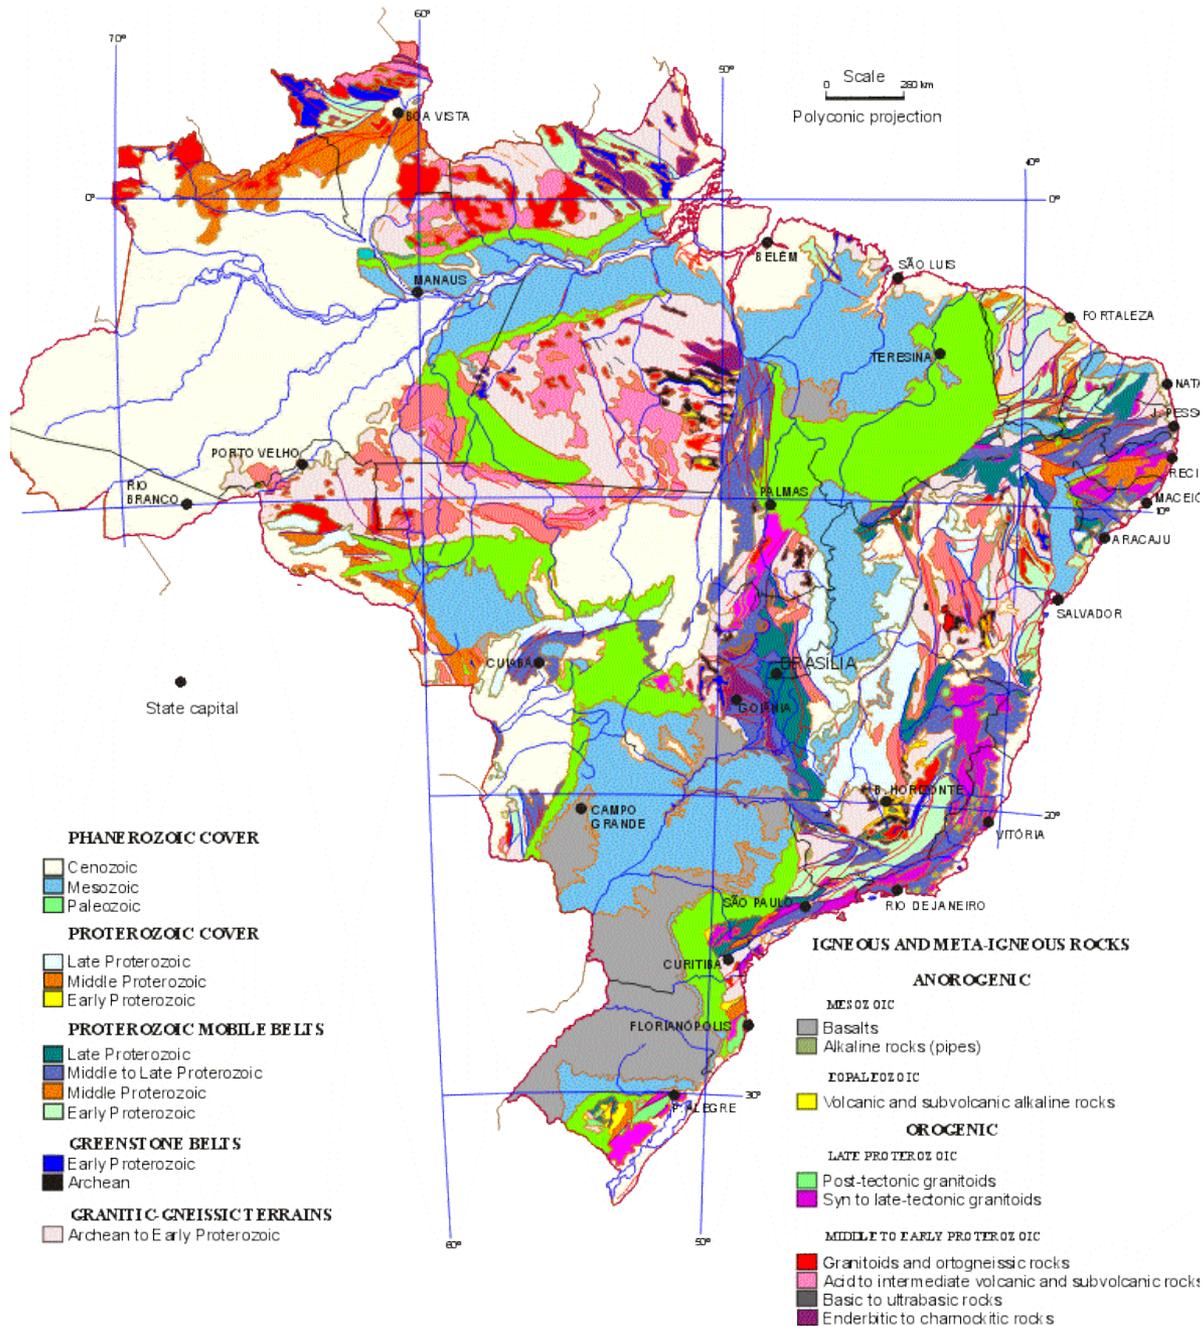 60°
70°
50°
Scale
0 260 km
Polyconic projection
BOA VISTA
40°
0°
0°
BELÉM
SÃO LUIS
MANAUS
FORTALEZA
TERESINA
NATA
J. PESSO
PORTO VELHO
RECI
RIO
BRANCO
PALMAS
MACEIÓ
10°
ARACAJU
SALVADOR
CUIABÁ
BRASÍLIA
State capital
GOIÂNIA
B. HORIZONTE
CAMPO
GRANDE
20°
VITÓRIA
SÃO PAULO
RIO DE JANEIRO
CURITIBA
FLORIANÓPOLIS
30°
P. ALEGRE
60°
50°
PHANEROZOIC COVER
Cenozoic
Mesozoic
Paleozoic
PROTEROZOIC COVER
Late Proterozoic
Middle Proterozoic
Early Proterozoic
PROTEROZOIC MOBILE BELTS
Late Proterozoic
Middle to Late Proterozoic
Middle Proterozoic
Early Proterozoic
GREENSTONE BELTS
Early Proterozoic
Archean
GRANITIC-GNEISSIC TERRAINS
Archean to Early Proterozoic
IGNEOUS AND META-IGNEOUS ROCKS
ANOROGENIC
MESOZOIC
Basalts
Alkaline rocks (pipes)
EOPALEOZOIC
Volcanic and subvolcanic alkaline rocks
OROGENIC
LATE PROTEROZOIC
Post-tectonic granitoids
Syn to late-tectonic granitoids
MIDDLE TO EARLY PROTEROZOIC
Granitoids and ortogneissic rocks
Acid to intermediate volcanic and subvolcanic rocks
Basic to ultrabasic rocks
Enderbitic to charnockitic rocks